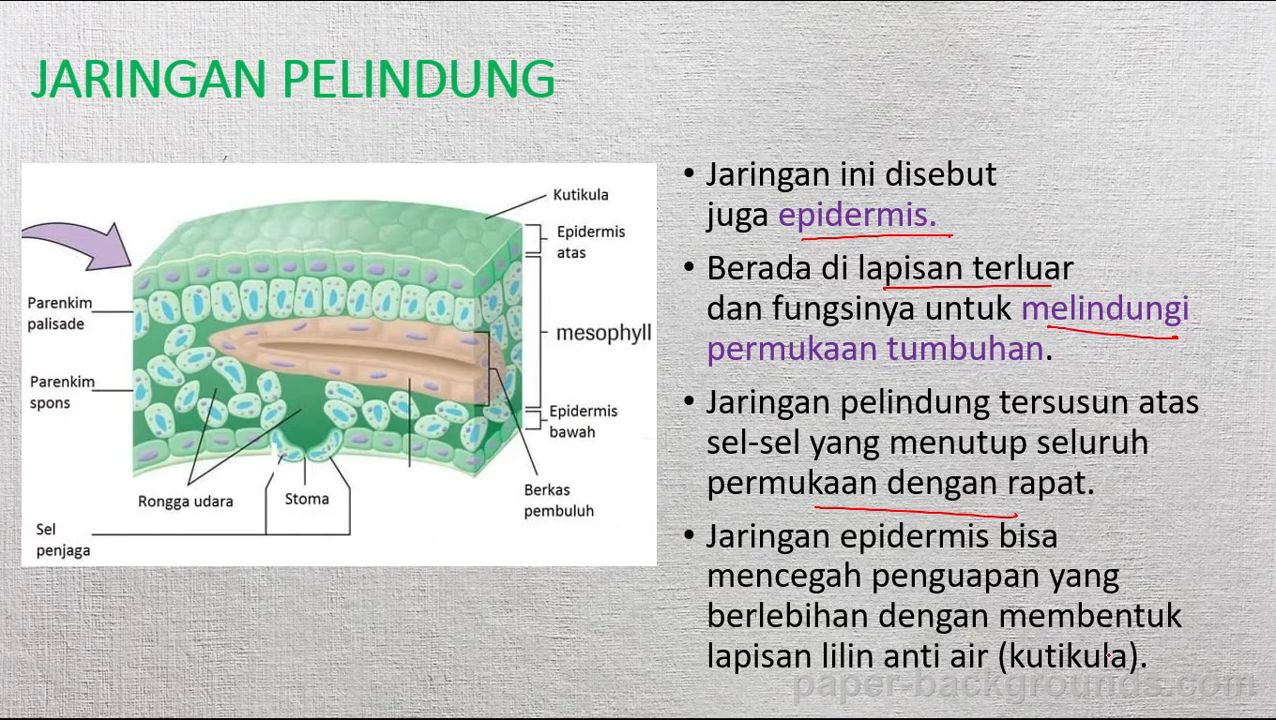 JARINGAN PELINDUNG
Kutikula
Epidermis
atas
Parenkim
palisade
mesophyll
Parenkim
spons
Epidermis
bawah
Rongga udara
Stoma
Berkas
pembuluh
Sel
penjaga
• Jaringan ini disebut
juga epidermis.
• Berada di lapisan terluar
dan fungsinya untuk melindungi
permukaan tumbuhan.
• Jaringan pelindung tersusun atas
sel-sel yang menutup seluruh
permukaan dengan rapat.
• Jaringan epidermis bisa
mencegah penguapan yang
berlebihan dengan membentuk
lapisan lilin anti air (kutikula).
paper-backgrounds.com